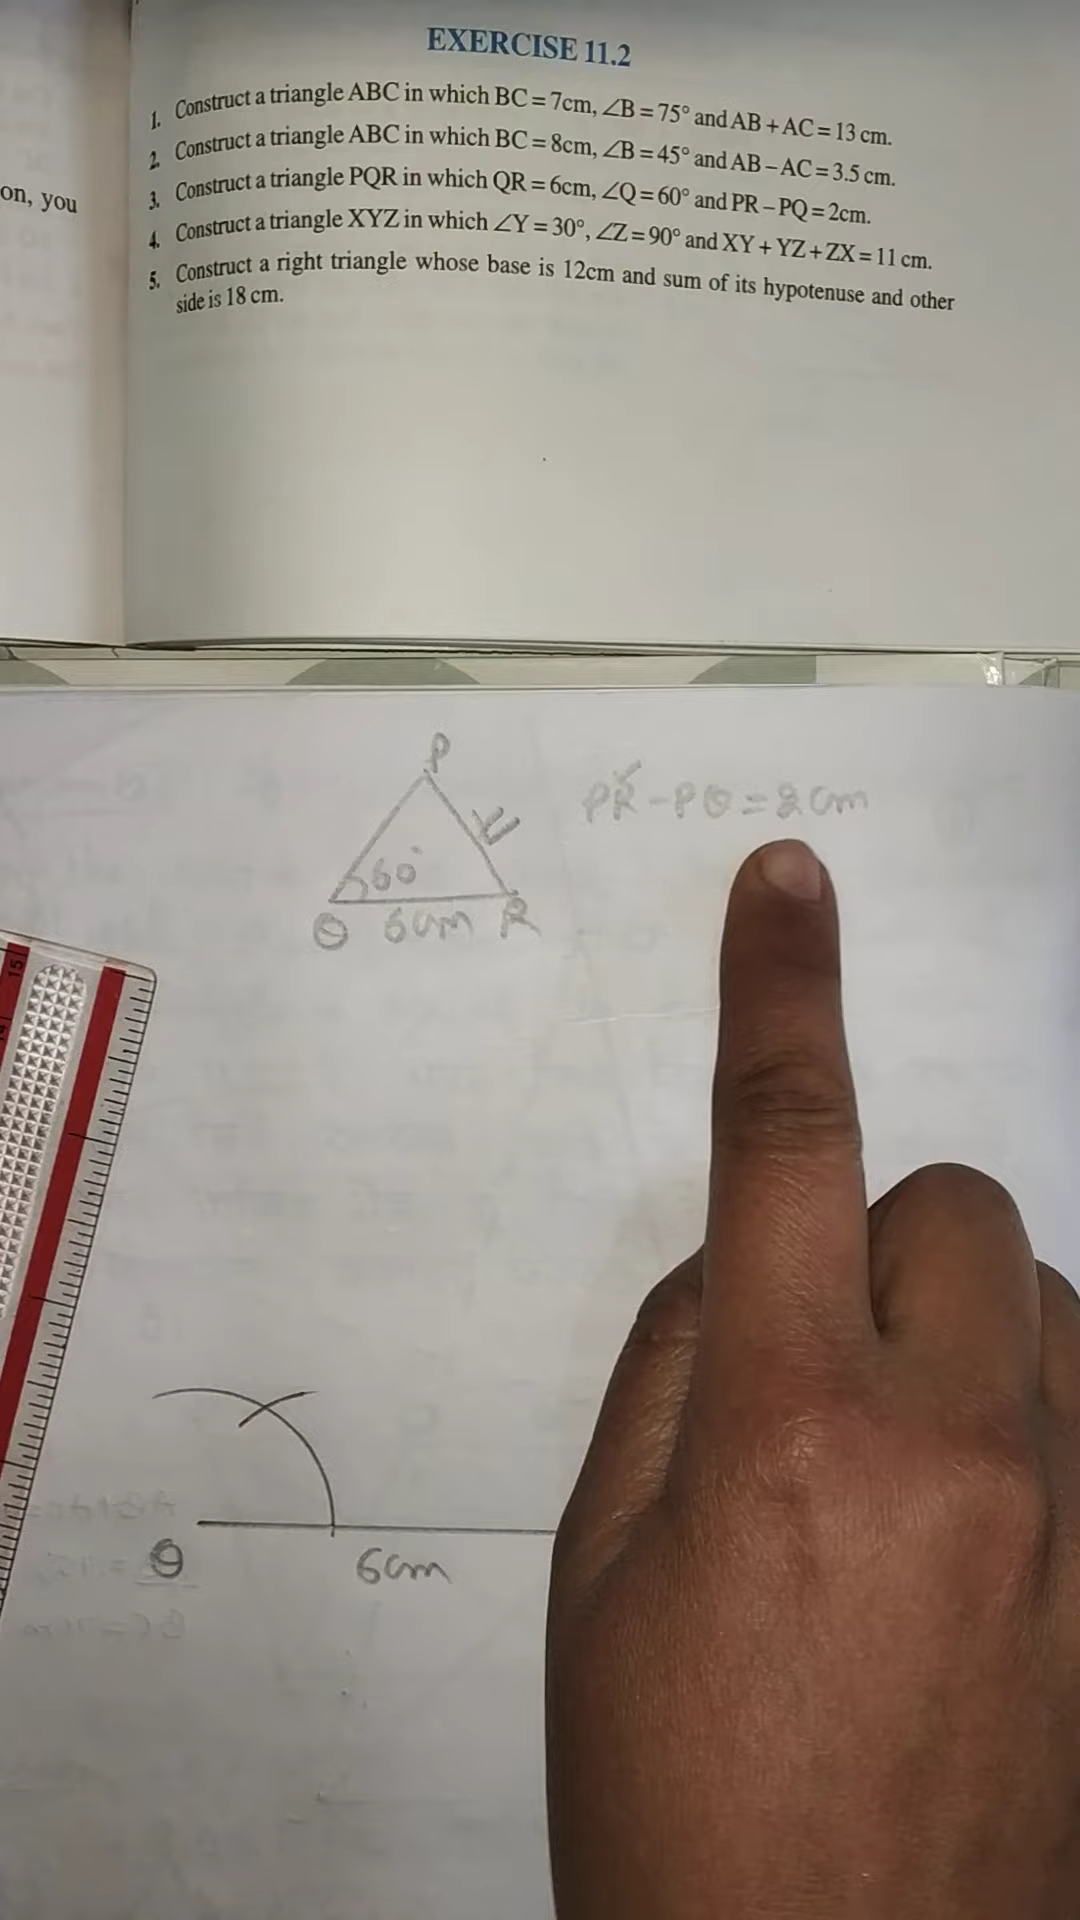 EXERCISE 11.2
1. Construct a triangle ABC in which BC = 7cm, ∠B = 75° and AB + AC = 13 cm.
2. Construct a triangle ABC in which BC = 8cm, ∠B = 45° and AB – AC = 3.5 cm.
on, you
3. Construct a triangle PQR in which QR = 6cm, ∠Q = 60° and PR – PQ = 2cm.
4. Construct a triangle XYZ in which ∠Y = 30°, ∠Z = 90° and XY + YZ + ZX = 11 cm.
5. Construct a right triangle whose base is 12cm and sum of its hypotenuse and other
side is 18 cm.
P
PR - PQ = 2cm
60°
Q 6cm R
15
Q 6cm